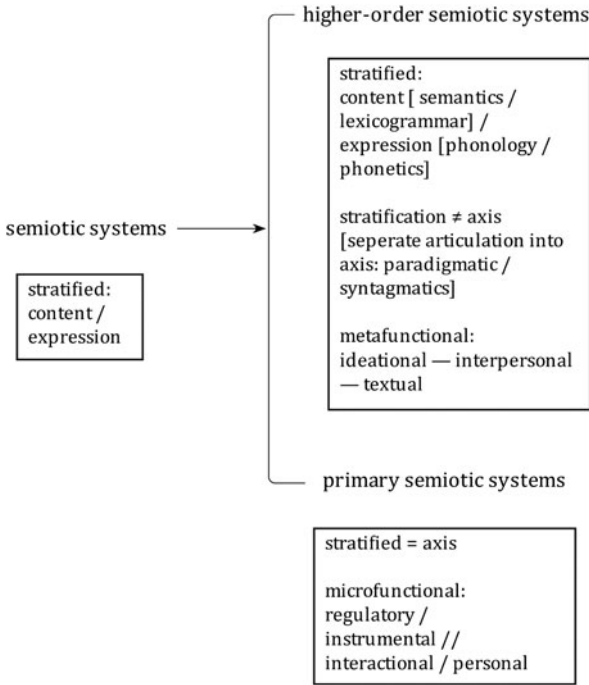 higher-order semiotic systems
stratified:
content [ semantics /
lexicogrammar] /
expression [phonology /
phonetics]
stratification ≠ axis
[seperate articulation into
axis: paradigmatic /
syntagmatics]
metafunctional:
ideational — interpersonal
— textual
semiotic systems
stratified:
content /
expression
primary semiotic systems
stratified = axis
microfunctional:
regulatory /
instrumental //
interactional / personal